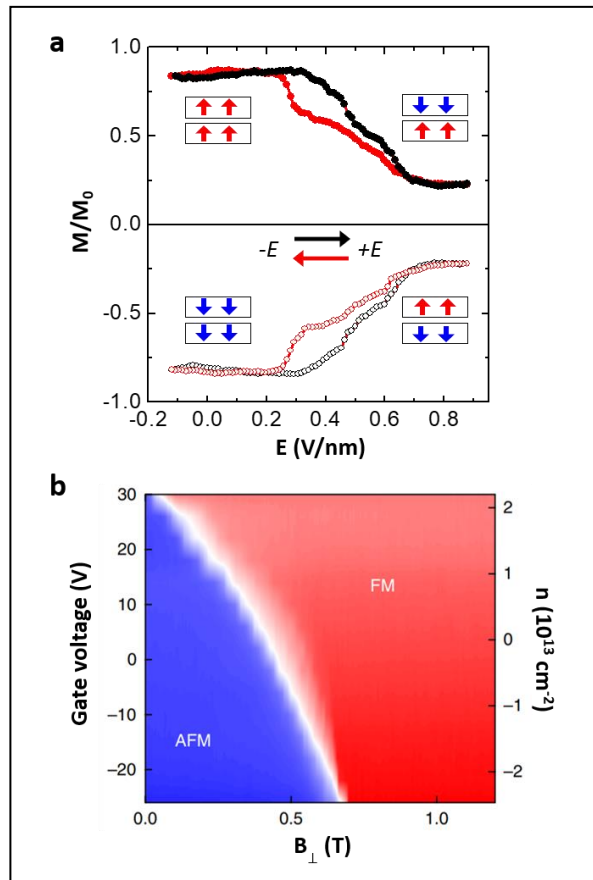 a
1.0
0.5
0.0
-0.5
-1.0
M/M₀
-E +E
-0.2 0.0 0.2 0.4 0.6 0.8
E (V/nm)
b
30
20
10
0
−10
−20
Gate voltage (V)
FM
AFM
2
1
0
−1
−2
n (10¹³ cm⁻²)
0.0 0.5 1.0
B⊥ (T)